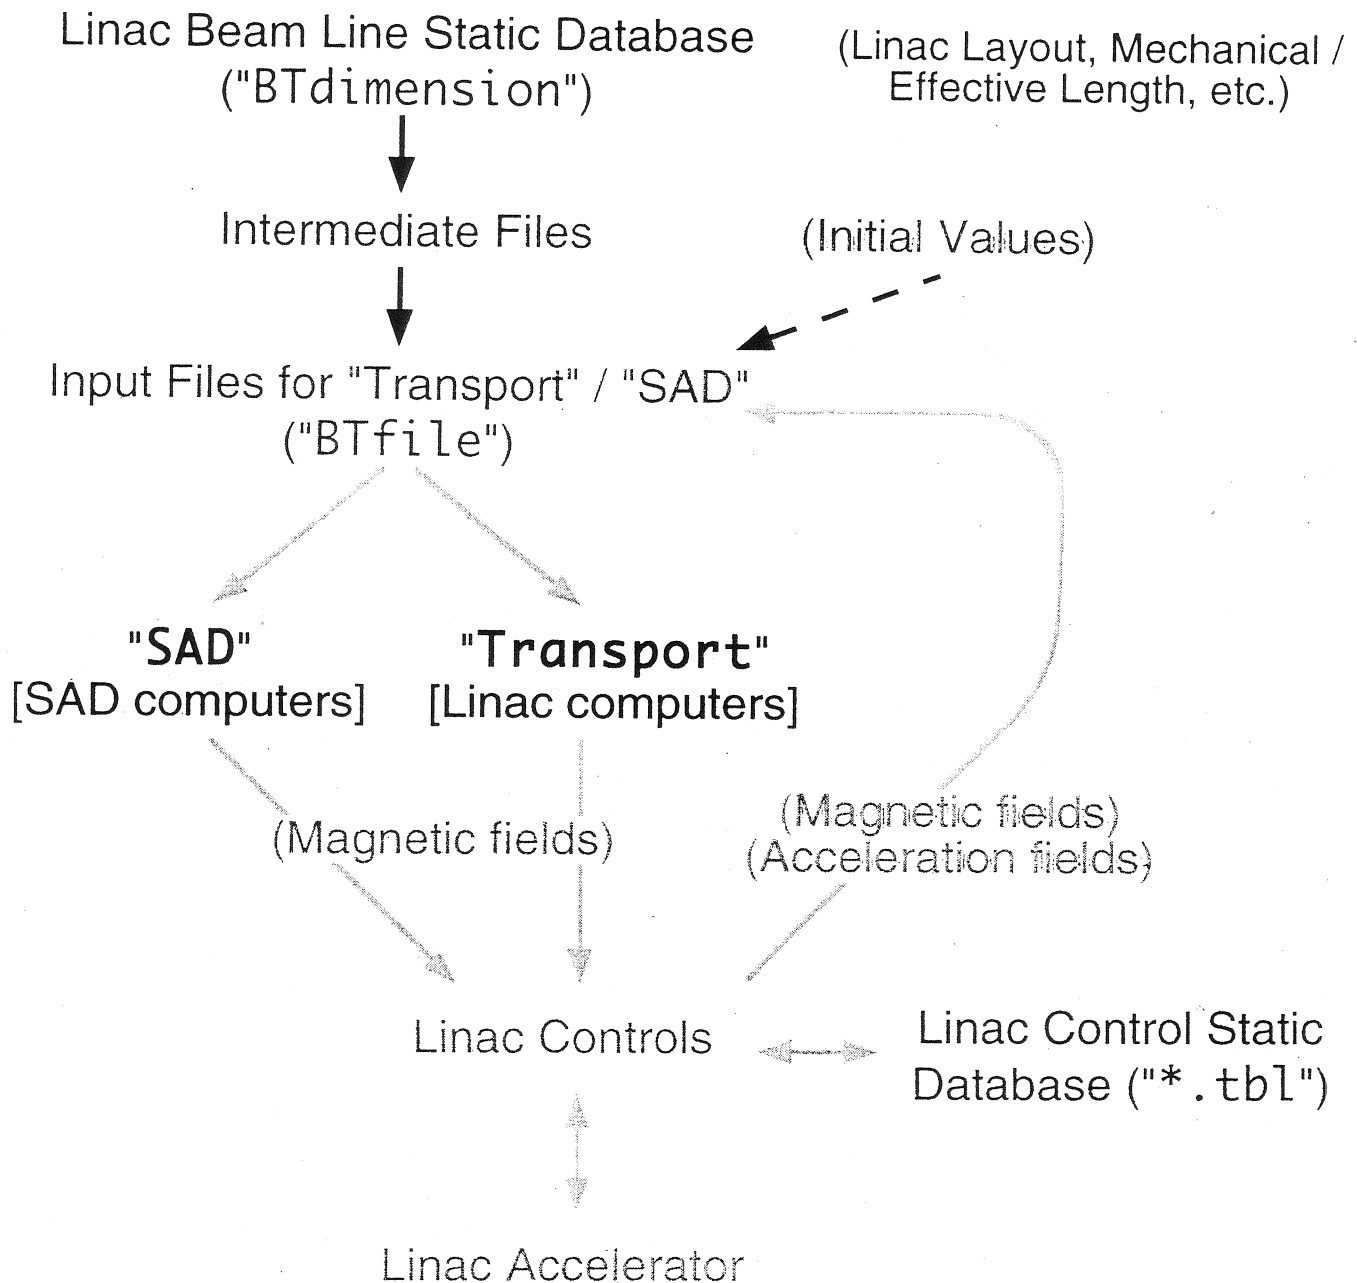 Linac Beam Line Static Database
("BTdimension")
(Linac Layout, Mechanical /
Effective Length, etc.)
Intermediate Files
(Initial Values)
Input Files for "Transport" / "SAD"
("BTfile")
"SAD"
[SAD computers]
"Transport"
[Linac computers]
(Magnetic fields)
(Magnetic fields)
(Acceleration fields)
Linac Controls
Linac Control Static
Database ("*.tbl")
Linac Accelerator